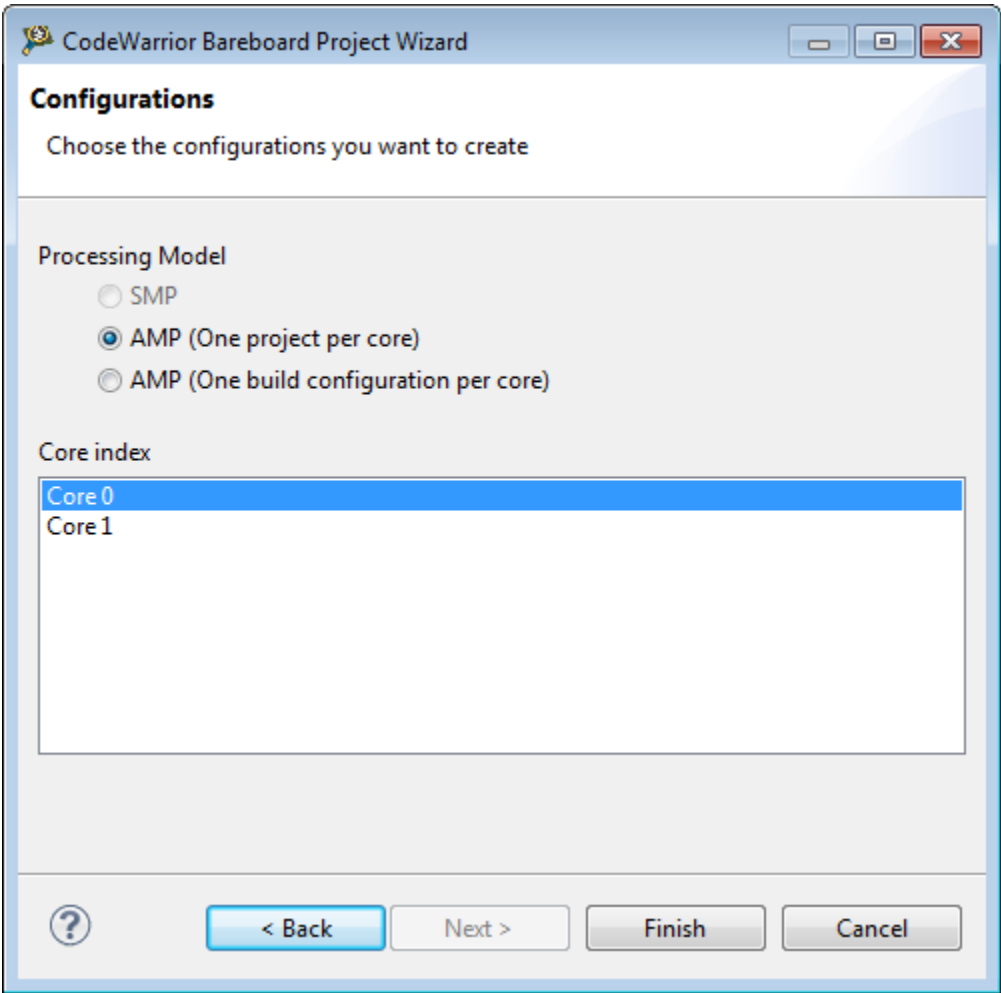 CodeWarrior Bareboard Project Wizard
Configurations
Choose the configurations you want to create
Processing Model
SMP
AMP (One project per core)
AMP (One build configuration per core)
Core index
Core 0
Core 1
?
< Back
Next >
Finish
Cancel